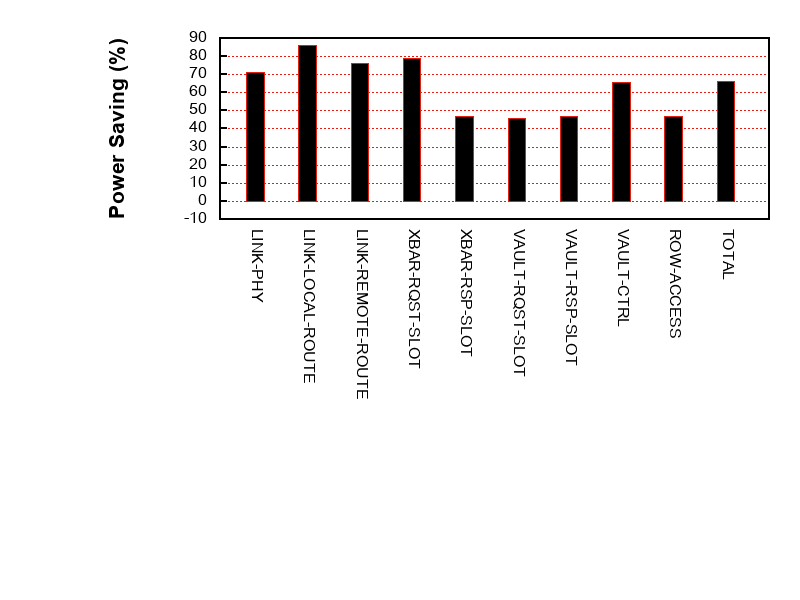 Power Saving (%)
90
80
70
60
50
40
30
20
10
0
-10
LINK-PHY
LINK-LOCAL-ROUTE
LINK-REMOTE-ROUTE
XBAR-RQST-SLOT
XBAR-RSP-SLOT
VAULT-RQST-SLOT
VAULT-RSP-SLOT
VAULT-CTRL
ROW-ACCESS
TOTAL